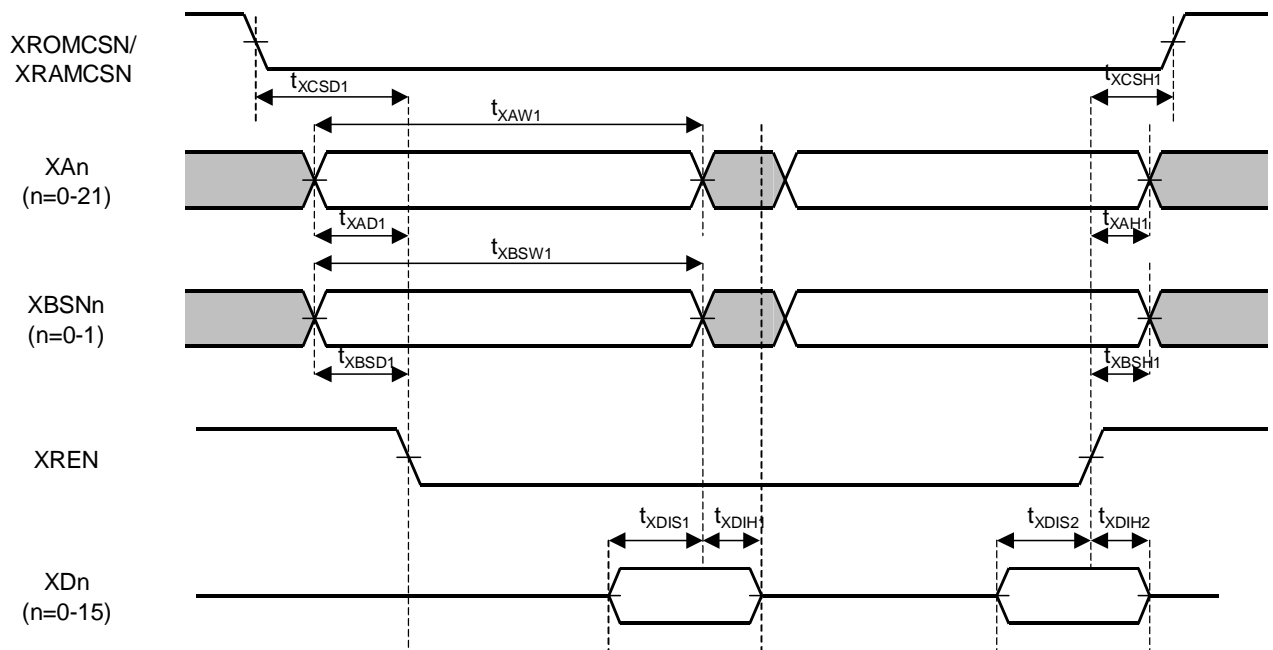 XROMCSN/
XRAMCSN
tXCSD1
tXCSH1
tXAW1
XAn
(n=0-21)
tXAD1
tXAH1
tXBSW1
XBSNn
(n=0-1)
tXBSD1
tXBSH1
XREN
tXDIS1
tXDIH1
tXDIS2
tXDIH2
XDn
(n=0-15)